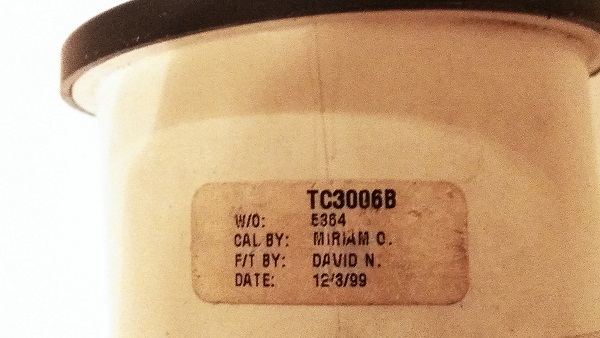 TC3006B
W/O: 5364
CAL BY: MIRIAM O.
F/T BY: DAVID N.
DATE: 12/3/99